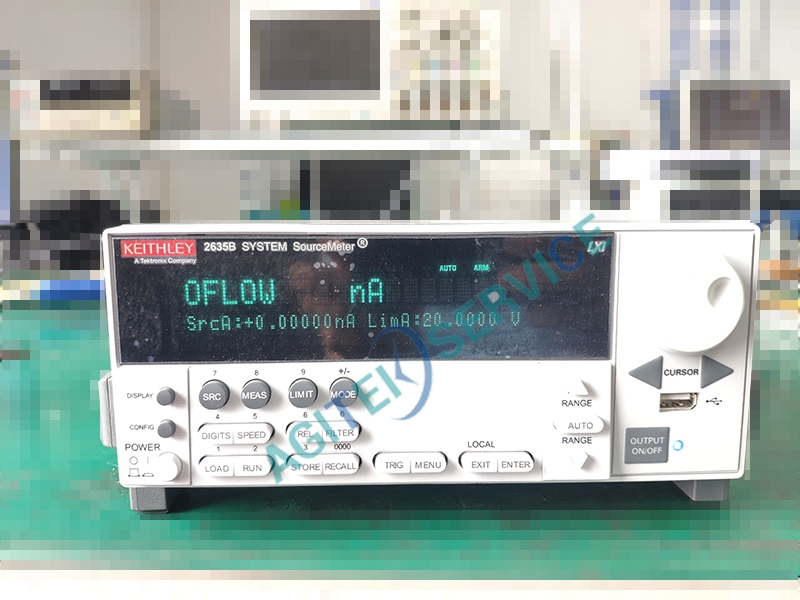 KEITHLEY 2635B SYSTEM SourceMeter®
A Tektronix Company
LXI
AUTO ARM
OFLOW nA
SrcA:+0.00000nA LimA:20.0000 V
7 8 9 +/-
DISPLAY SRC MEAS LIMIT MODE
4 5 6 0
CONFIG DIGITS SPEED REL FILTER
1 2 3 0000
POWER LOAD RUN STORE RECALL TRIG MENU
LOCAL
EXIT ENTER
RANGE
AUTO
RANGE
CURSOR
OUTPUT
ON/OFF
AGITEK SERVICE